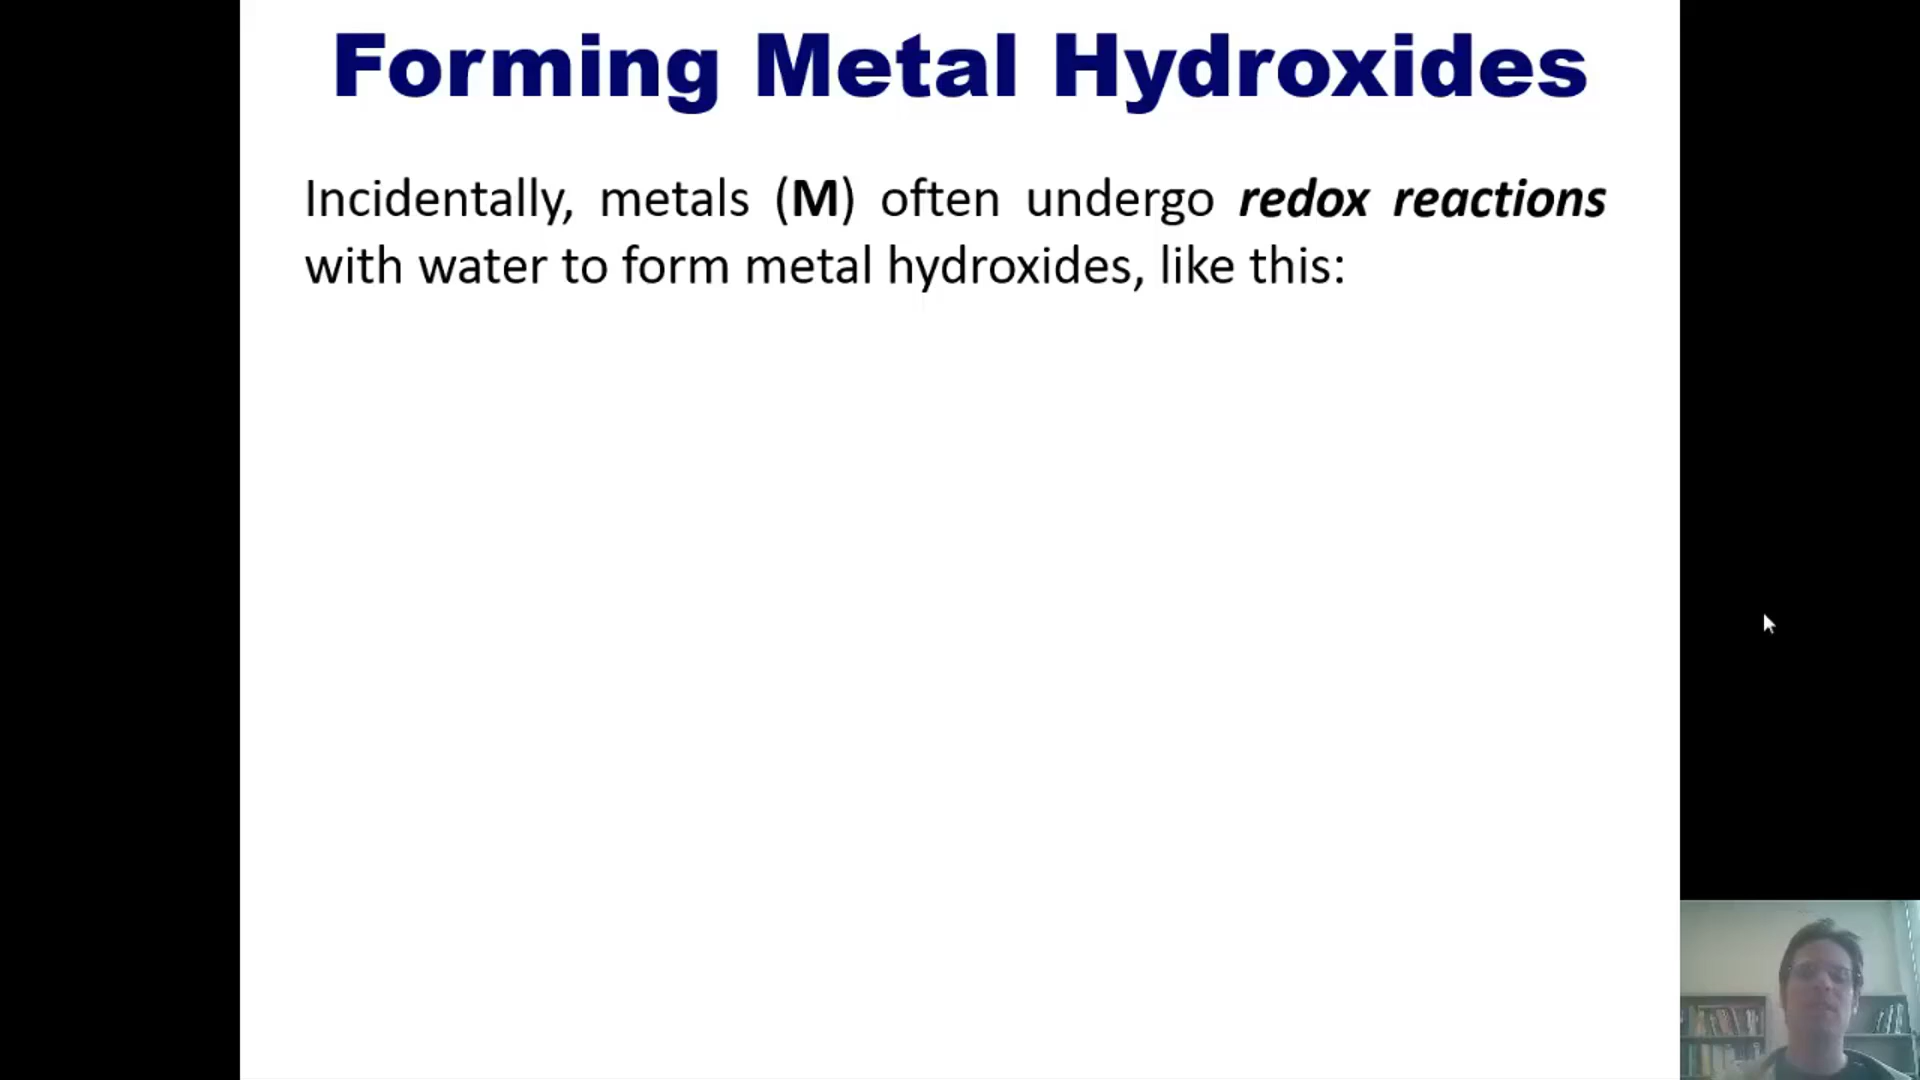 Forming Metal Hydroxides
Incidentally, metals (M) often undergo redox reactions
with water to form metal hydroxides, like this: